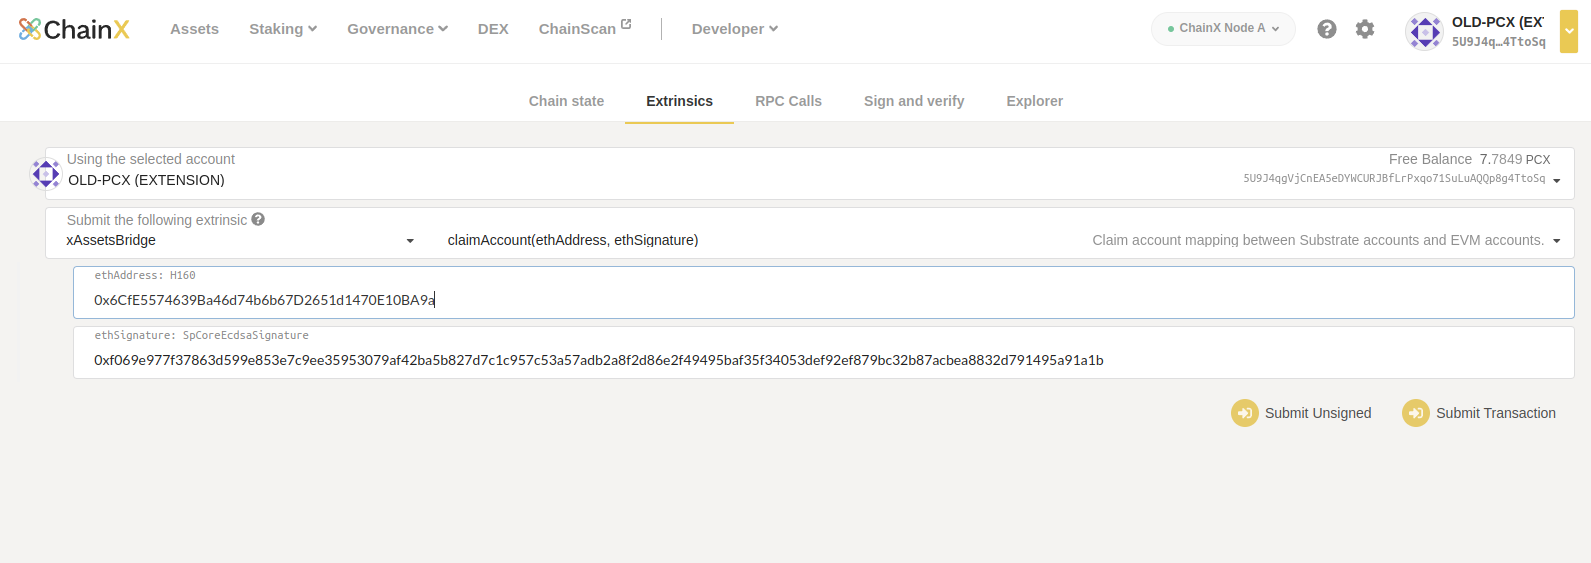 ChainX Assets Staking Governance DEX ChainScan Developer ChainX Node A OLD-PCX (EXT
5U9J4q…4TtoSq
Chain state Extrinsics RPC Calls Sign and verify Explorer
Using the selected account Free Balance 7.7849 PCX
OLD-PCX (EXTENSION) 5U9J4qgVjCnEA5eDYWCURJBfLrPxqo71SuLuAQQp8g4TtoSq
Submit the following extrinsic
xAssetsBridge claimAccount(ethAddress, ethSignature) Claim account mapping between Substrate accounts and EVM accounts.
ethAddress: H160
0x6CfE5574639Ba46d74b6b67D2651d1470E10BA9a
ethSignature: SpCoreEcdsaSignature
0xf069e977f37863d599e853e7c9ee35953079af42ba5b827d7c1c957c53a57adb2a8f2d86e2f49495baf35f34053def92ef879bc32b87acbea8832d791495a91a1b
Submit Unsigned Submit Transaction